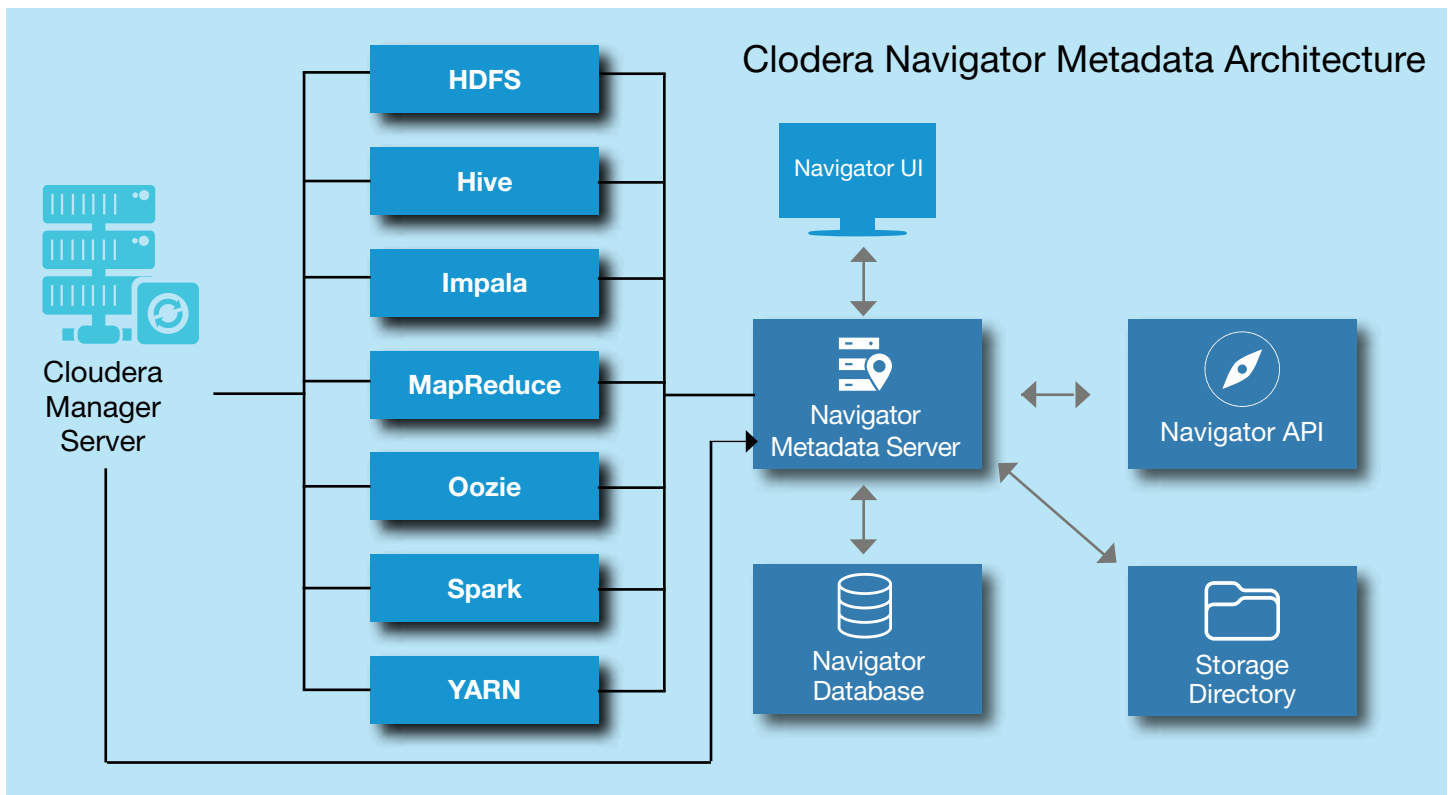 Clodera Navigator Metadata Architecture
HDFS
Hive
Impala
MapReduce
Oozie
Spark
YARN
Cloudera
Manager
Server
Navigator UI
Navigator
Metadata Server
Navigator API
Navigator
Database
Storage
Directory